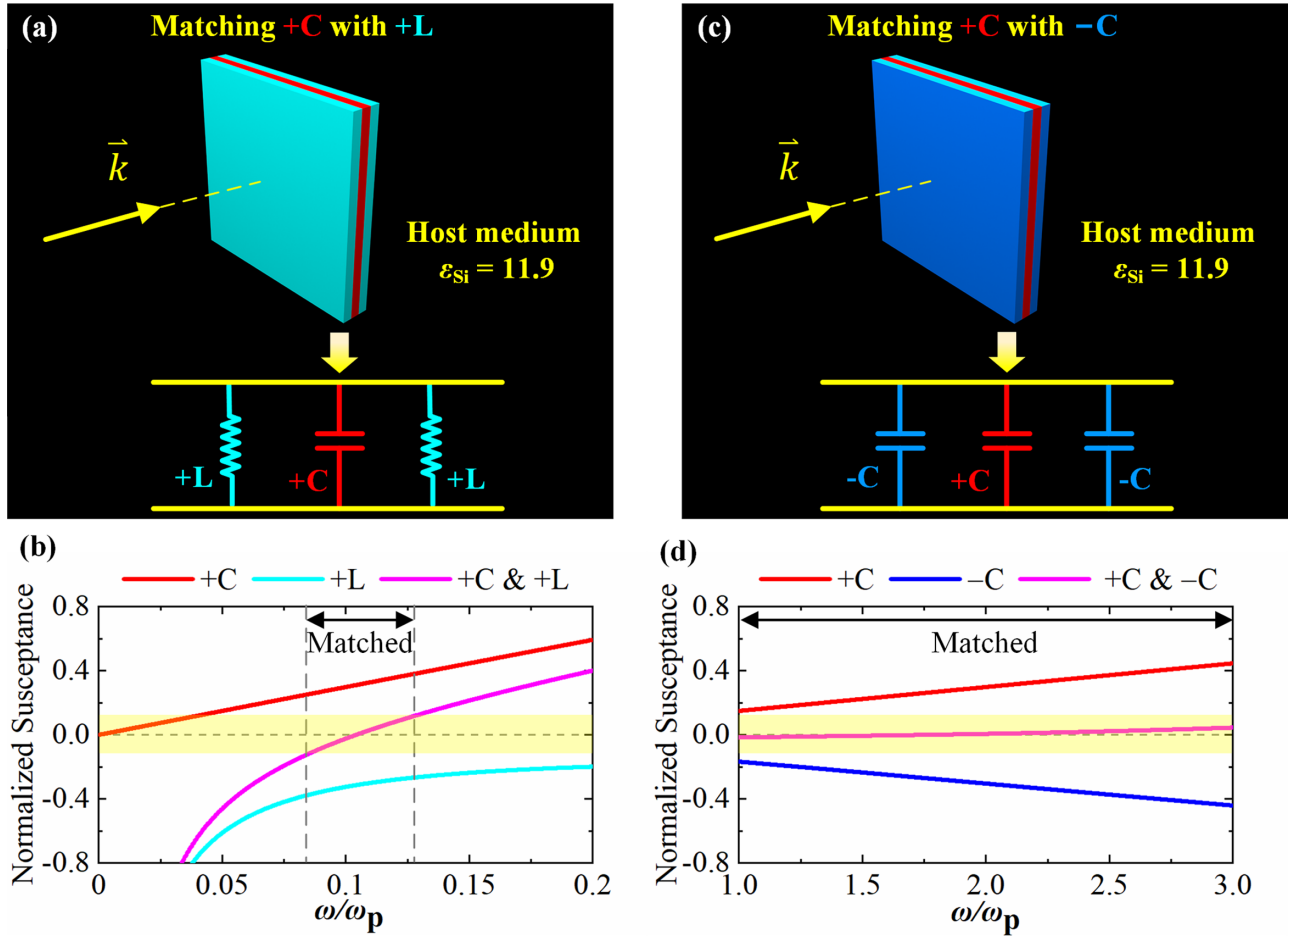 (a) Matching +C with +L
k
Host medium
εSi = 11.9
+L +C +L
(c) Matching +C with −C
k
Host medium
εSi = 11.9
-C +C -C
(b)
+C +L +C & +L
Normalized Susceptance
0.8
0.4
0.0
-0.4
-0.8
Matched
0 0.05 0.1 0.15 0.2
ω/ωp
(d)
+C −C +C & −C
Normalized Susceptance
0.8
0.4
0.0
-0.4
-0.8
Matched
1.0 1.5 2.0 2.5 3.0
ω/ωp